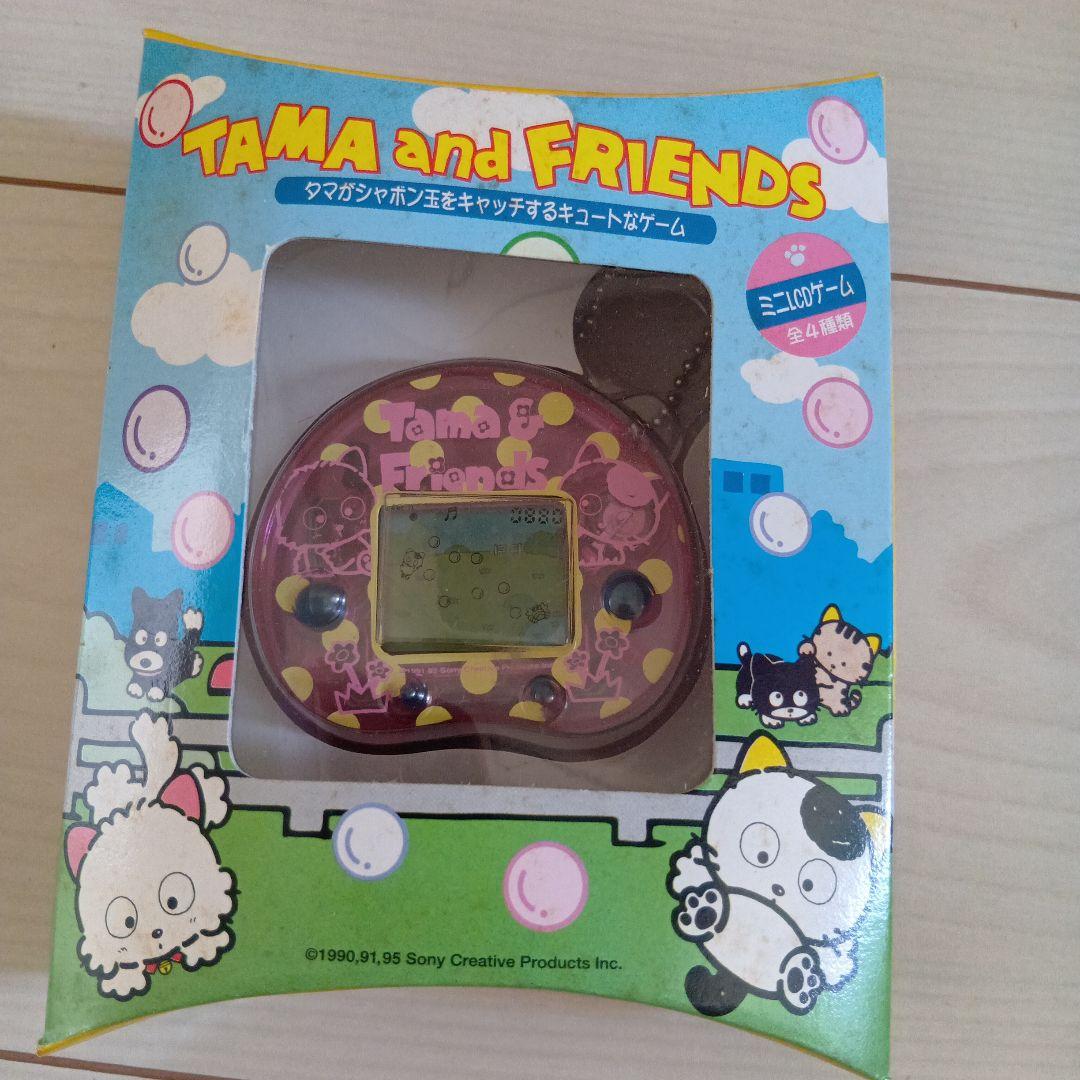 TAMA and FRIENDS
タマがシャボン玉をキャッチするキュートなゲーム
ミニLCDゲーム
全4種類
Tama &
Friends
0880
©1990,91,95 Sony Creative Products Inc.